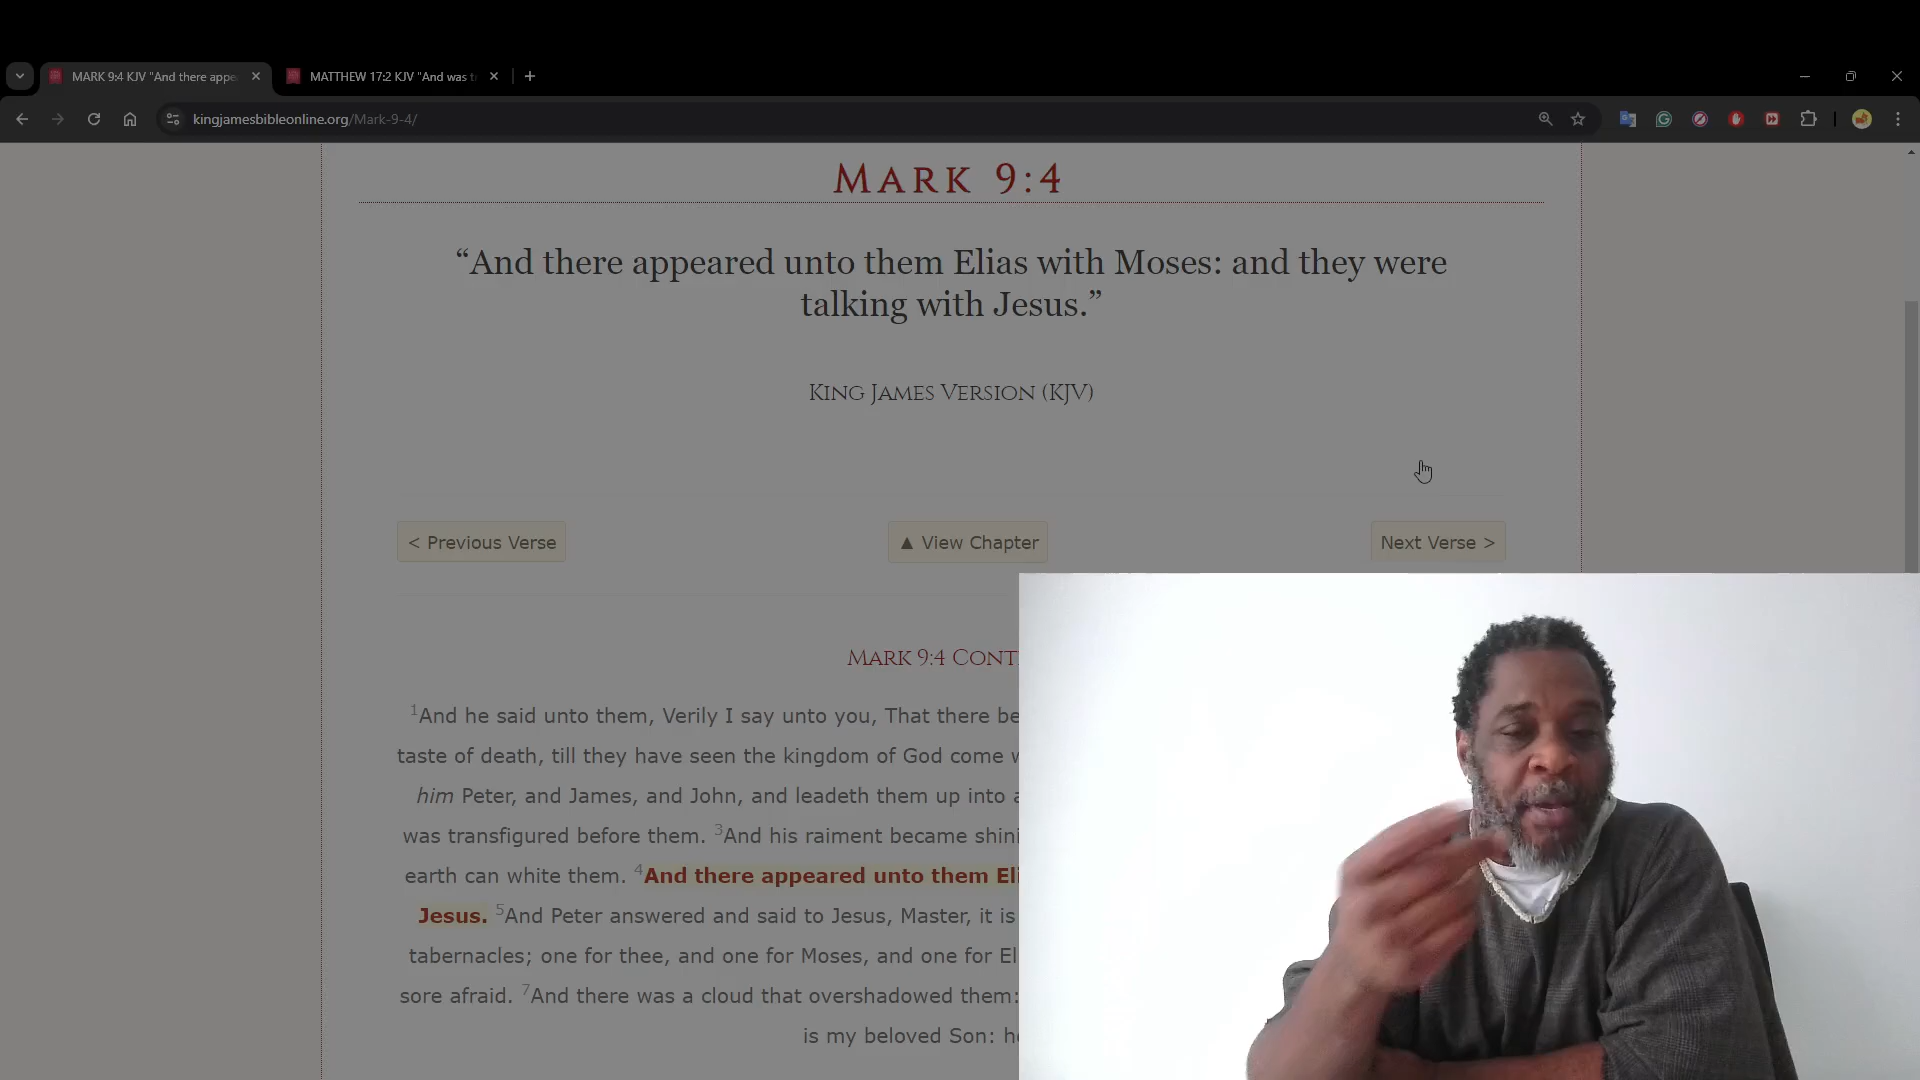 MARK 9:4 KJV "And there appe
MATTHEW 17:2 KJV "And was t
kingjamesbibleonline.org/Mark-9-4/
MARK 9:4
“And there appeared unto them Elias with Moses: and they were
talking with Jesus.”
KING JAMES VERSION (KJV)
< Previous Verse
▲ View Chapter
Next Verse >
MARK 9:4 CONT
1And he said unto them, Verily I say unto you, That there be
taste of death, till they have seen the kingdom of God come
him Peter, and James, and John, and leadeth them up into a
was transfigured before them. 3And his raiment became shini
earth can white them. 4And there appeared unto them Eli
Jesus. 5And Peter answered and said to Jesus, Master, it is
tabernacles; one for thee, and one for Moses, and one for El
sore afraid. 7And there was a cloud that overshadowed them:
is my beloved Son: he